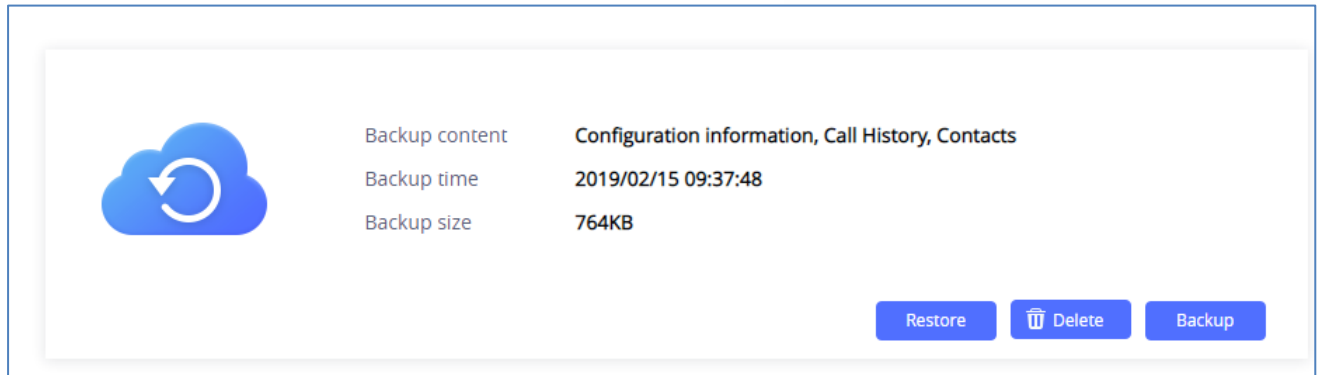 Backup content Configuration information, Call History, Contacts
Backup time 2019/02/15 09:37:48
Backup size 764KB
Restore Delete Backup